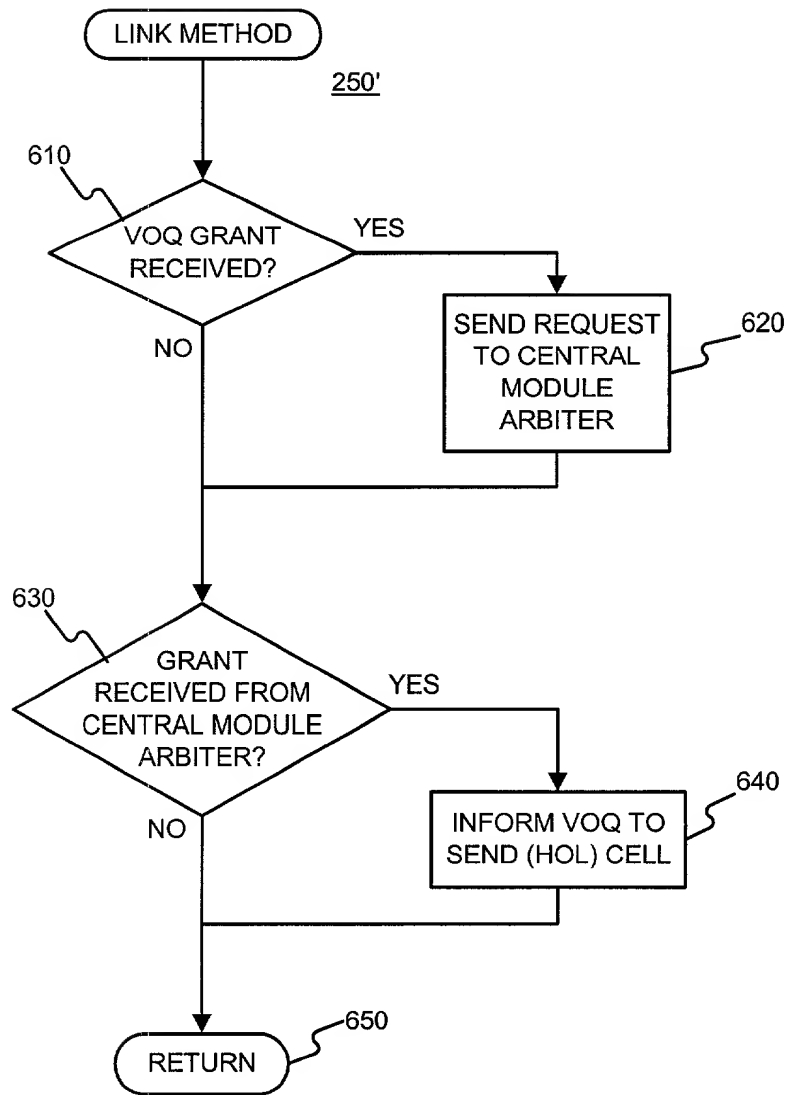 LINK METHOD
250'
610
VOQ GRANT
RECEIVED?
YES
NO
SEND REQUEST
TO CENTRAL
MODULE
ARBITER
620
630
GRANT
RECEIVED FROM
CENTRAL MODULE
ARBITER?
YES
NO
INFORM VOQ TO
SEND (HOL) CELL
640
RETURN
650